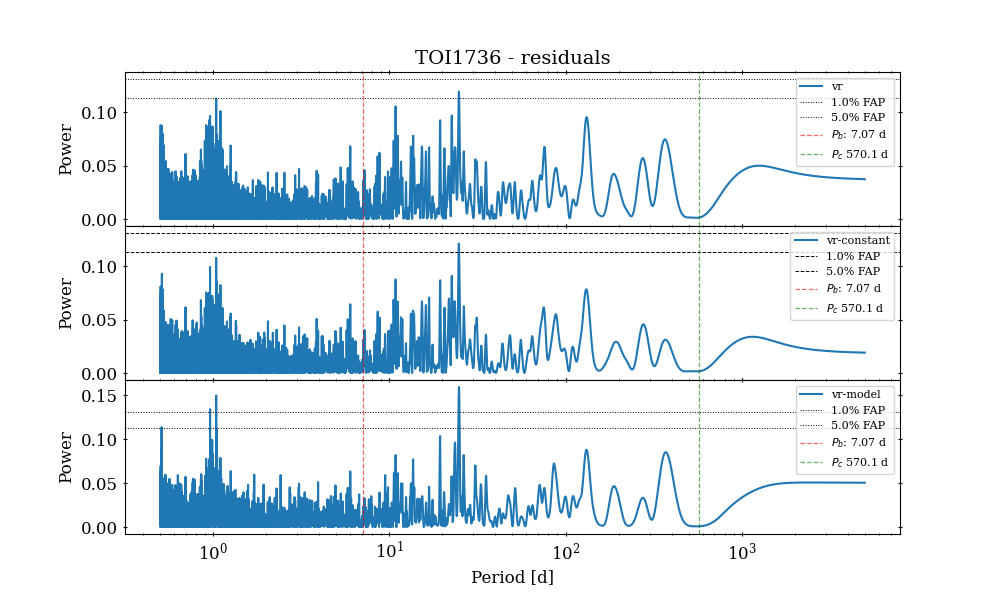 TOI1736 - residuals
Power
0.10
0.05
0.00
vr
1.0% FAP
5.0% FAP
P_b: 7.07 d
P_c 570.1 d
Power
0.10
0.05
0.00
vr-constant
1.0% FAP
5.0% FAP
P_b: 7.07 d
P_c 570.1 d
Power
0.15
0.10
0.05
0.00
vr-model
1.0% FAP
5.0% FAP
P_b: 7.07 d
P_c 570.1 d
10^0 10^1 10^2 10^3
Period [d]